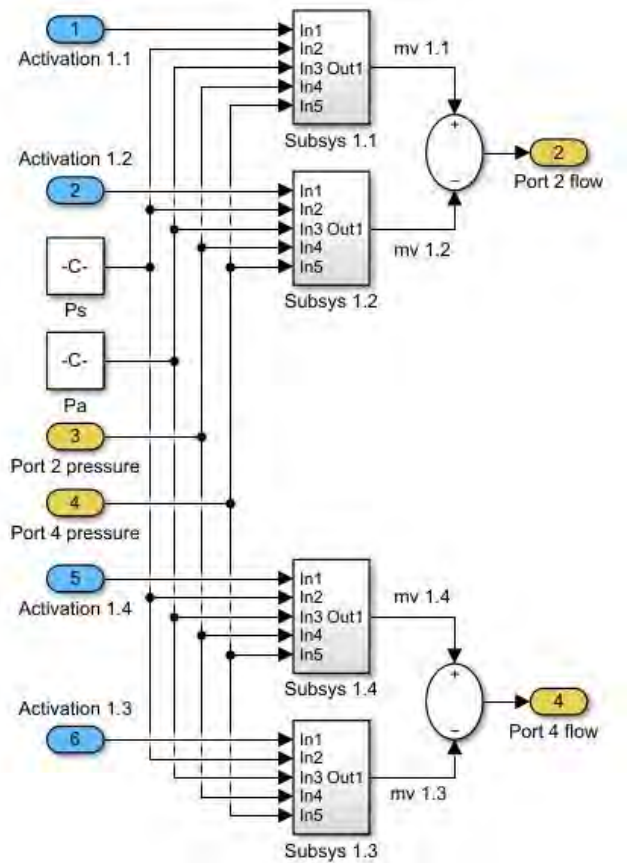 1
Activation 1.1
In1
In2
In3 Out1
In4
In5
Subsys 1.1
mv 1.1
+
−
2
Port 2 flow
Activation 1.2
2
In1
In2
In3 Out1
In4
In5
Subsys 1.2
mv 1.2
-C-
Ps
-C-
Pa
3
Port 2 pressure
4
Port 4 pressure
5
Activation 1.4
In1
In2
In3 Out1
In4
In5
Subsys 1.4
mv 1.4
+
−
4
Port 4 flow
Activation 1.3
6
In1
In2
In3 Out1
In4
In5
Subsys 1.3
mv 1.3